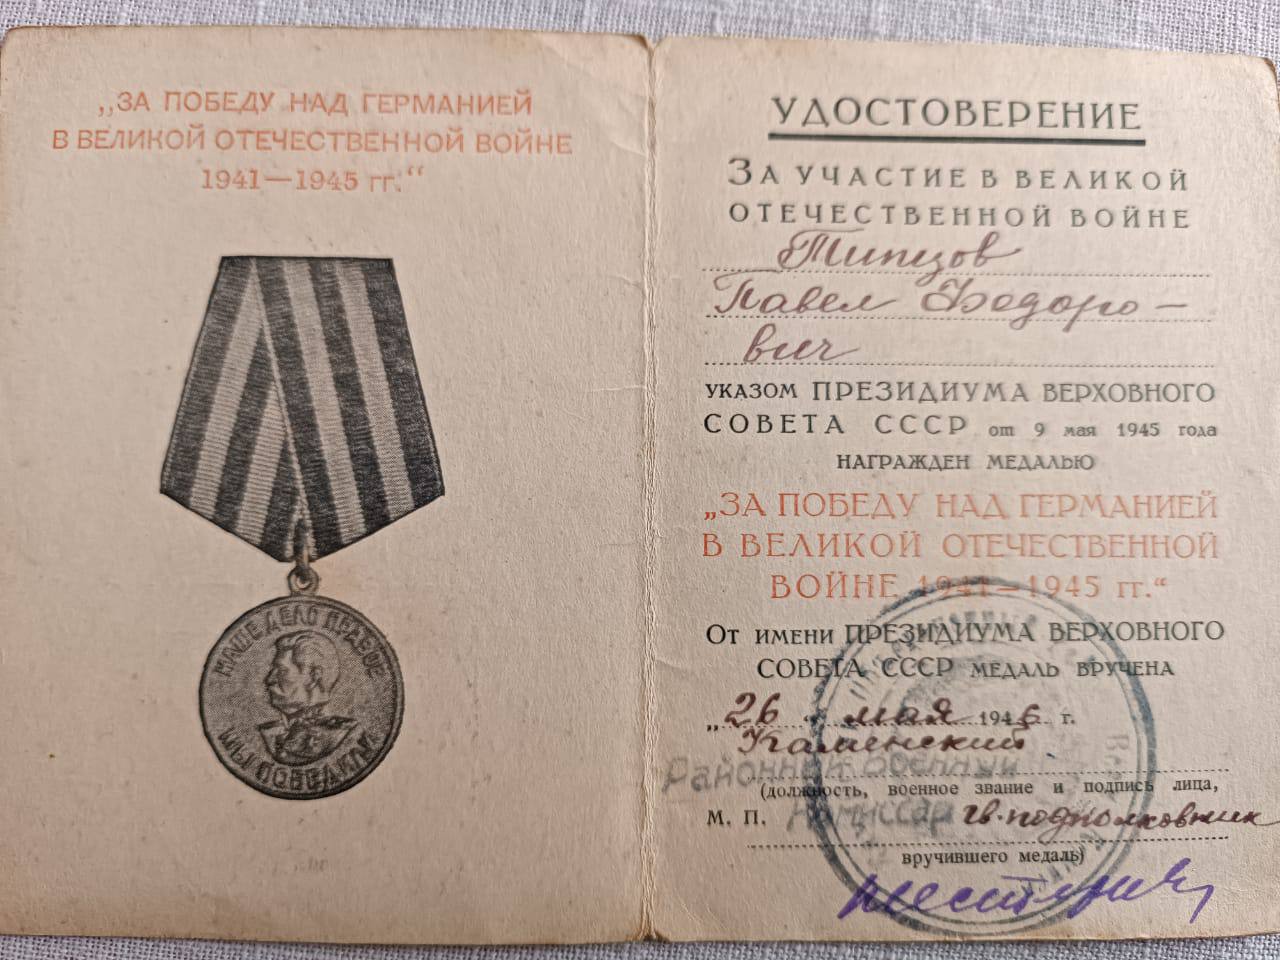 „ЗА ПОБЕДУ НАД ГЕРМАНИЕЙ
В ВЕЛИКОЙ ОТЕЧЕСТВЕННОЙ ВОЙНЕ
1941—1945 гг.“
НАШЕ ДЕЛО ПРАВОЕ
МЫ ПОБЕДИЛИ
УДОСТОВЕРЕНИЕ
ЗА УЧАСТИЕ В ВЕЛИКОЙ
ОТЕЧЕСТВЕННОЙ ВОЙНЕ
Павел Федоро-
вич
УКАЗОМ ПРЕЗИДИУМА ВЕРХОВНОГО
СОВЕТА СССР от 9 мая 1945 года
НАГРАЖДЕН МЕДАЛЬЮ
„ЗА ПОБЕДУ НАД ГЕРМАНИЕЙ
В ВЕЛИКОЙ ОТЕЧЕСТВЕННОЙ
ВОЙНЕ 1941—1945 гг.“
ОТ ИМЕНИ ПРЕЗИДИУМА ВЕРХОВНОГО
СОВЕТА СССР МЕДАЛЬ ВРУЧЕНА
„26 “ мая 1946 г.
Каменский
Районный Военный
(должность, военное звание и подпись лица,
М. П. Комиссар гв. подполковник
вручившего медаль)